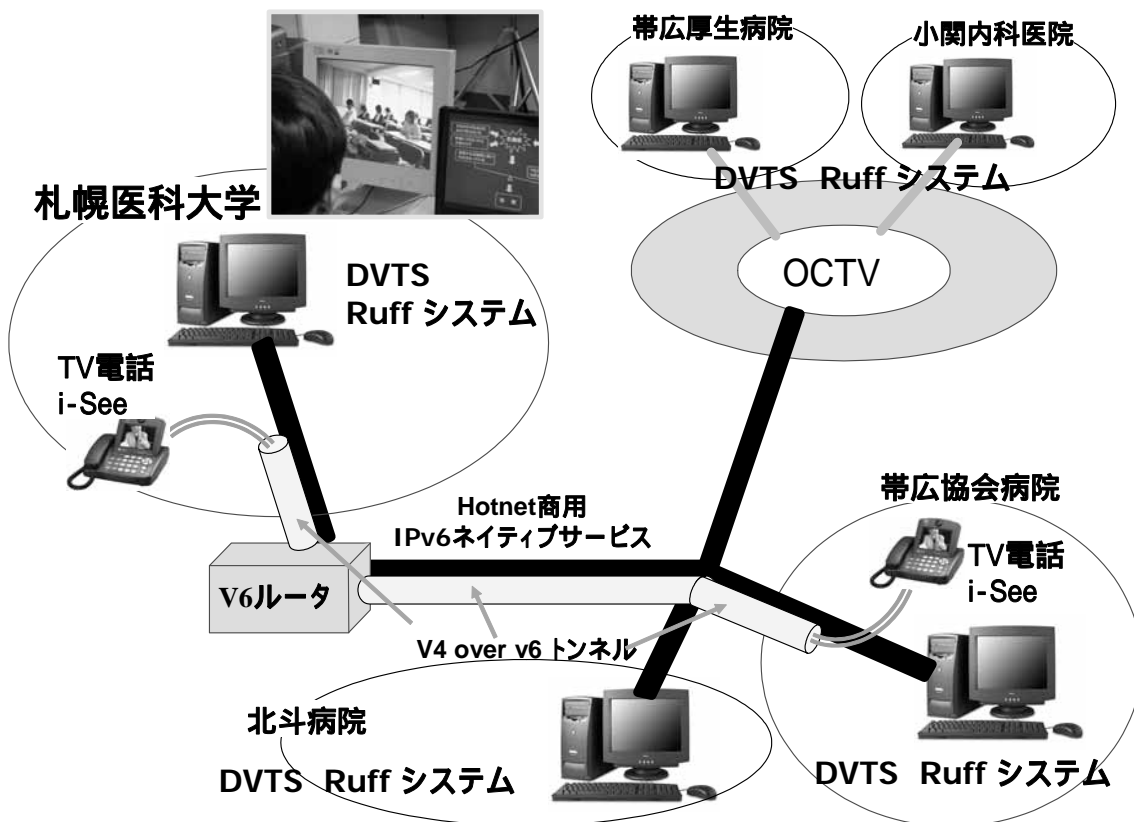 帯広厚生病院
小関内科医院
DVTS Ruff システム
OCTV
札幌医科大学
DVTS
Ruff システム
TV電話
i-See
Hotnet商用
IPv6ネイティブサービス
V6ルータ
V4 over v6 トンネル
帯広協会病院
TV電話
i-See
DVTS Ruff システム
北斗病院
DVTS Ruff システム